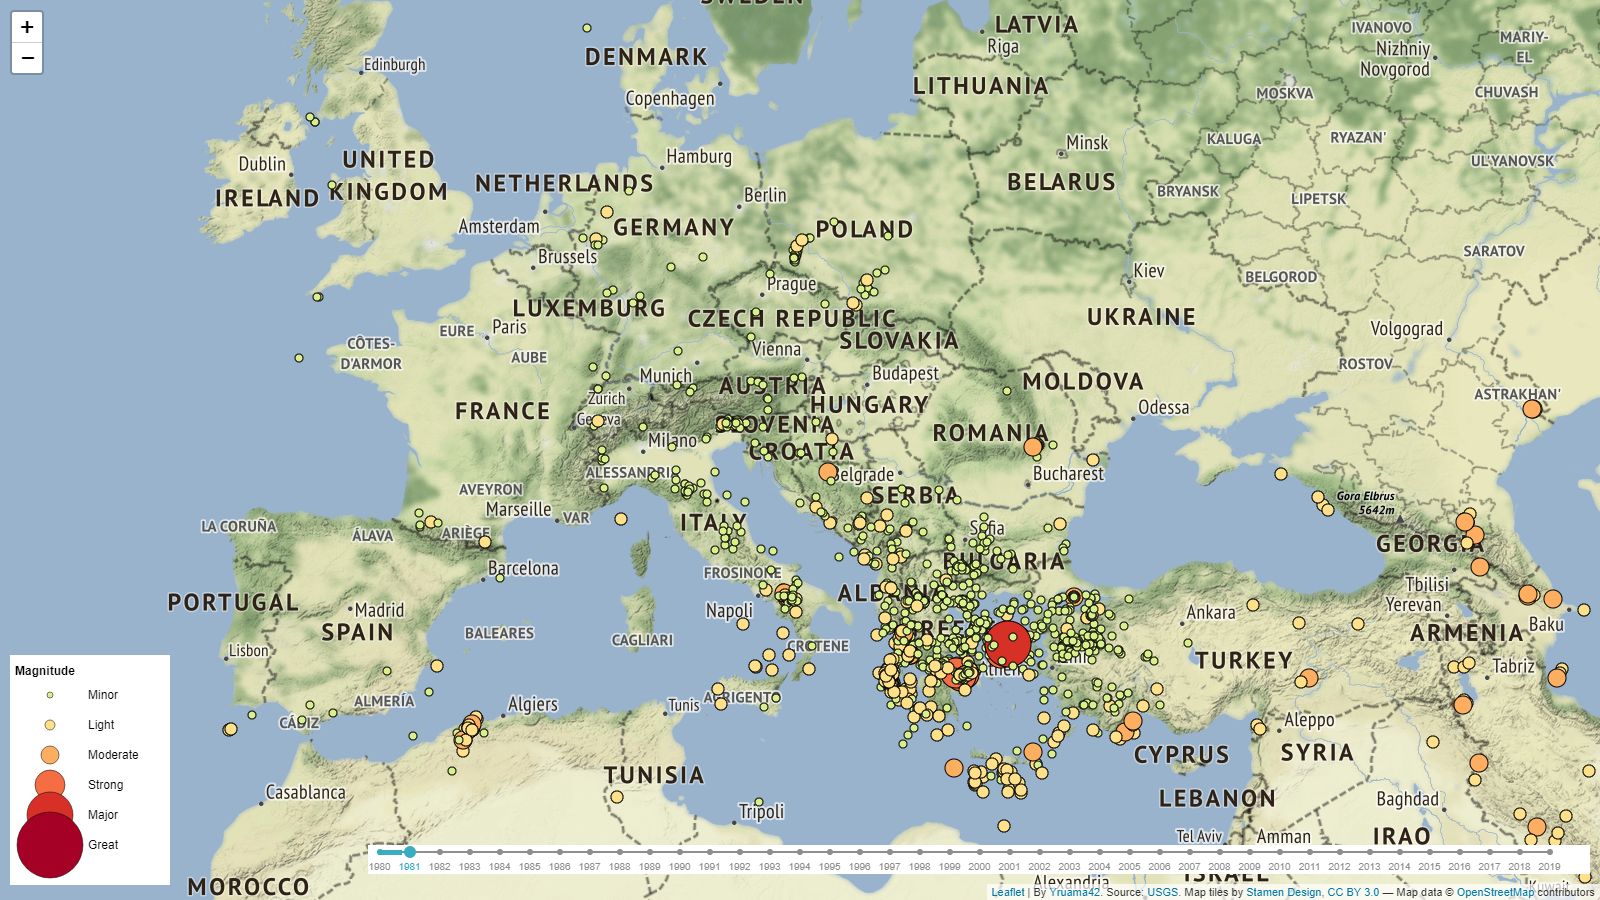 +
−
SWEDEN
LATVIA
Riga
IVANOVO
MARIY-
EL
Nizhniy
Novgorod
DENMARK
Edinburgh
LITHUANIA
Copenhagen
MOSKVA
CHUVASH
KALUGA
RYAZAN'
UL'YANOVSK
Minsk
Dublin
UNITED
KINGDOM
Hamburg
IRELAND
NETHERLANDS
Berlin
BELARUS
BRYANSK
LIPETSK
Amsterdam
GERMANY
POLAND
Brussels
SARATOV
Kiev
BELGOROD
Prague
LUXEMBURG
CZECH REPUBLIC
UKRAINE
Volgograd
EURE
Paris
CÔTES-
D'ARMOR
AUBE
SLOVAKIA
Vienna
ROSTOV
Munich
AUSTRIA
Budapest
MOLDOVA
ASTRAKHAN'
Zurich
FRANCE
Geneva
HUNGARY
Odessa
SLOVENIA
Milano
ROMANIA
CROATIA
ALESSANDRIA
Belgrade
Bucharest
AVEYRON
SERBIA
Gora Elbrus
5642m
Marseille
VAR
ITALY
LA CORUÑA
ÁLAVA
ARIÈGE
Sofia
GEORGIA
BULGARIA
Barcelona
FROSINONE
Tbilisi
PORTUGAL
Madrid
Napoli
ALBANIA
Ankara
Yerevan
Baku
SPAIN
BALEARES
CAGLIARI
CROTENE
GREECE
ARMENIA
Lisbon
Athens
Izmir
TURKEY
Tabriz
ALMERÍA
Algiers
Tunis
AGRIGENTO
CÁDIZ
Aleppo
Magnitude
Minor
Light
Moderate
Strong
Major
Great
CYPRUS
SYRIA
TUNISIA
Casablanca
Tripoli
LEBANON
Baghdad
Tel Aviv
Amman
IRAQ
1980 1981 1982 1983 1984 1985 1986 1987 1988 1989 1990 1991 1992 1993 1994 1995 1996 1997 1998 1999 2000 2001 2002 2003 2004 2005 2006 2007 2008 2009 2010 2011 2012 2013 2014 2015 2016 2017 2018 2019
MOROCCO
Alexandria
ISRAEL
Kuwait
Leaflet | By Yruama42. Source: USGS. Map tiles by Stamen Design, CC BY 3.0 — Map data © OpenStreetMap contributors